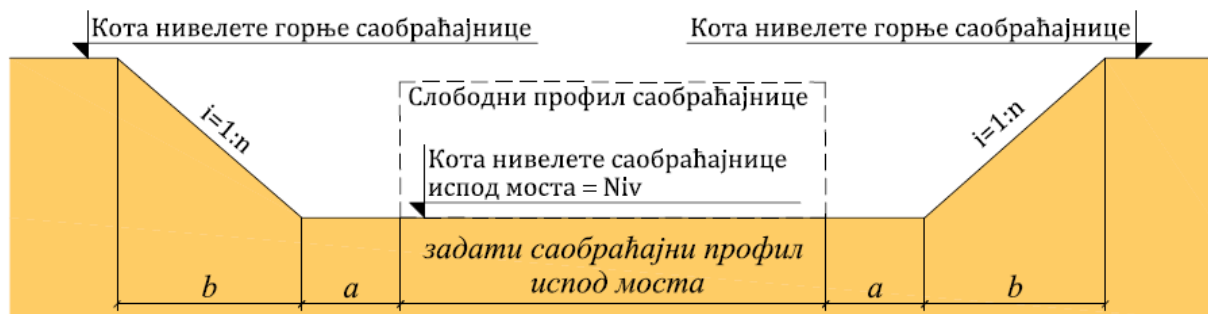 Кота нивелете горње саобраћајнице
Кота нивелете горње саобраћајнице
Слободни профил саобраћајнице
i=1:n
i=1:n
Кота нивелете саобраћајнице
испод моста = Niv
задати саобраћајни профил
испод моста
b
a
a
b